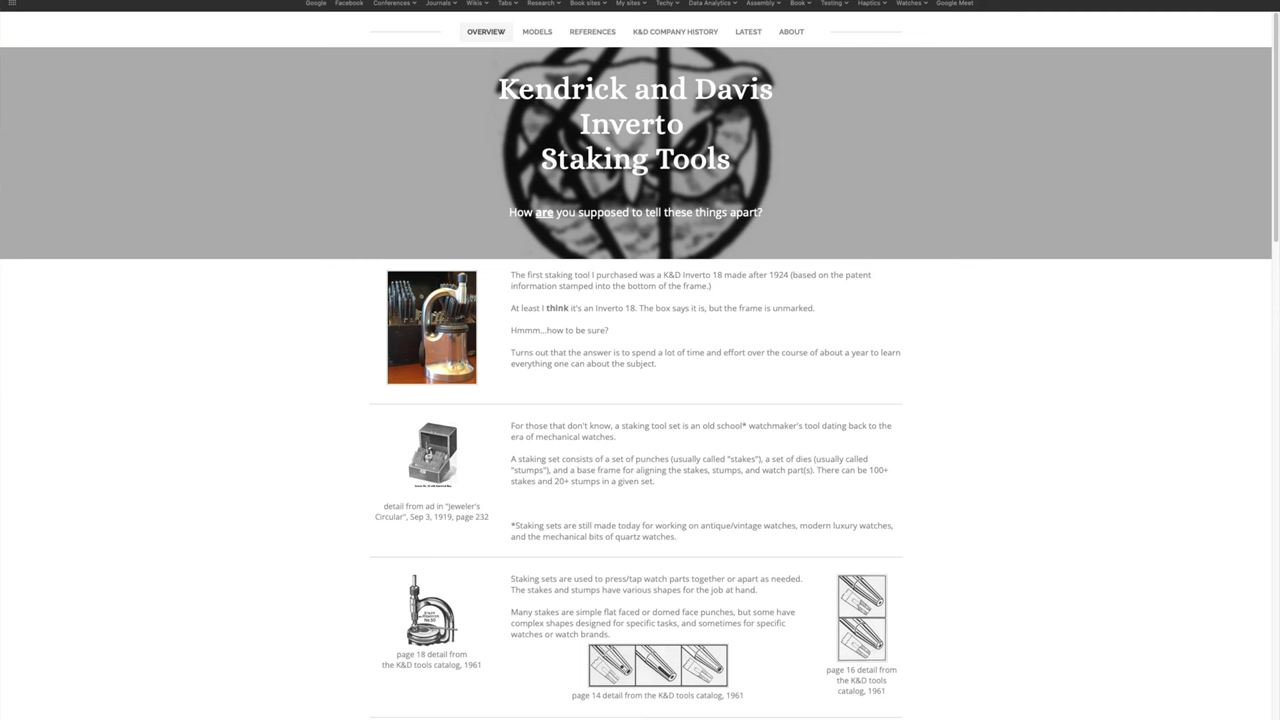 Google Facebook Conferences Journals Wikis Tabs Research Book sites My sites Techy Data Analytics Assembly Book Testing Haptics Watches Google Meet
OVERVIEW MODELS REFERENCES K&D COMPANY HISTORY LATEST ABOUT
Kendrick and Davis
Inverto
Staking Tools
How are you supposed to tell these things apart?
The first staking tool I purchased was a K&D Inverto 18 made after 1924 (based on the patent
information stamped into the bottom of the frame.)
At least I think it's an Inverto 18. The box says it is, but the frame is unmarked.
Hmmm...how to be sure?
Turns out that the answer is to spend a lot of time and effort over the course of about a year to learn
everything one can about the subject.
detail from ad in "Jeweler's
Circular", Sep 3, 1919, page 232
For those that don't know, a staking tool set is an old school* watchmaker's tool dating back to the
era of mechanical watches.
A staking set consists of a set of punches (usually called "stakes"), a set of dies (usually called
"stumps"), and a base frame for aligning the stakes, stumps, and watch part(s). There can be 100+
stakes and 20+ stumps in a given set.
*Staking sets are still made today for working on antique/vintage watches, modern luxury watches,
and the mechanical bits of quartz watches.
page 18 detail from
the K&D tools catalog, 1961
Staking sets are used to press/tap watch parts together or apart as needed.
The stakes and stumps have various shapes for the job at hand.
Many stakes are simple flat faced or domed face punches, but some have
complex shapes designed for specific tasks, and sometimes for specific
watches or watch brands.
page 14 detail from the K&D tools catalog, 1961
page 16 detail from
the K&D tools
catalog, 1961